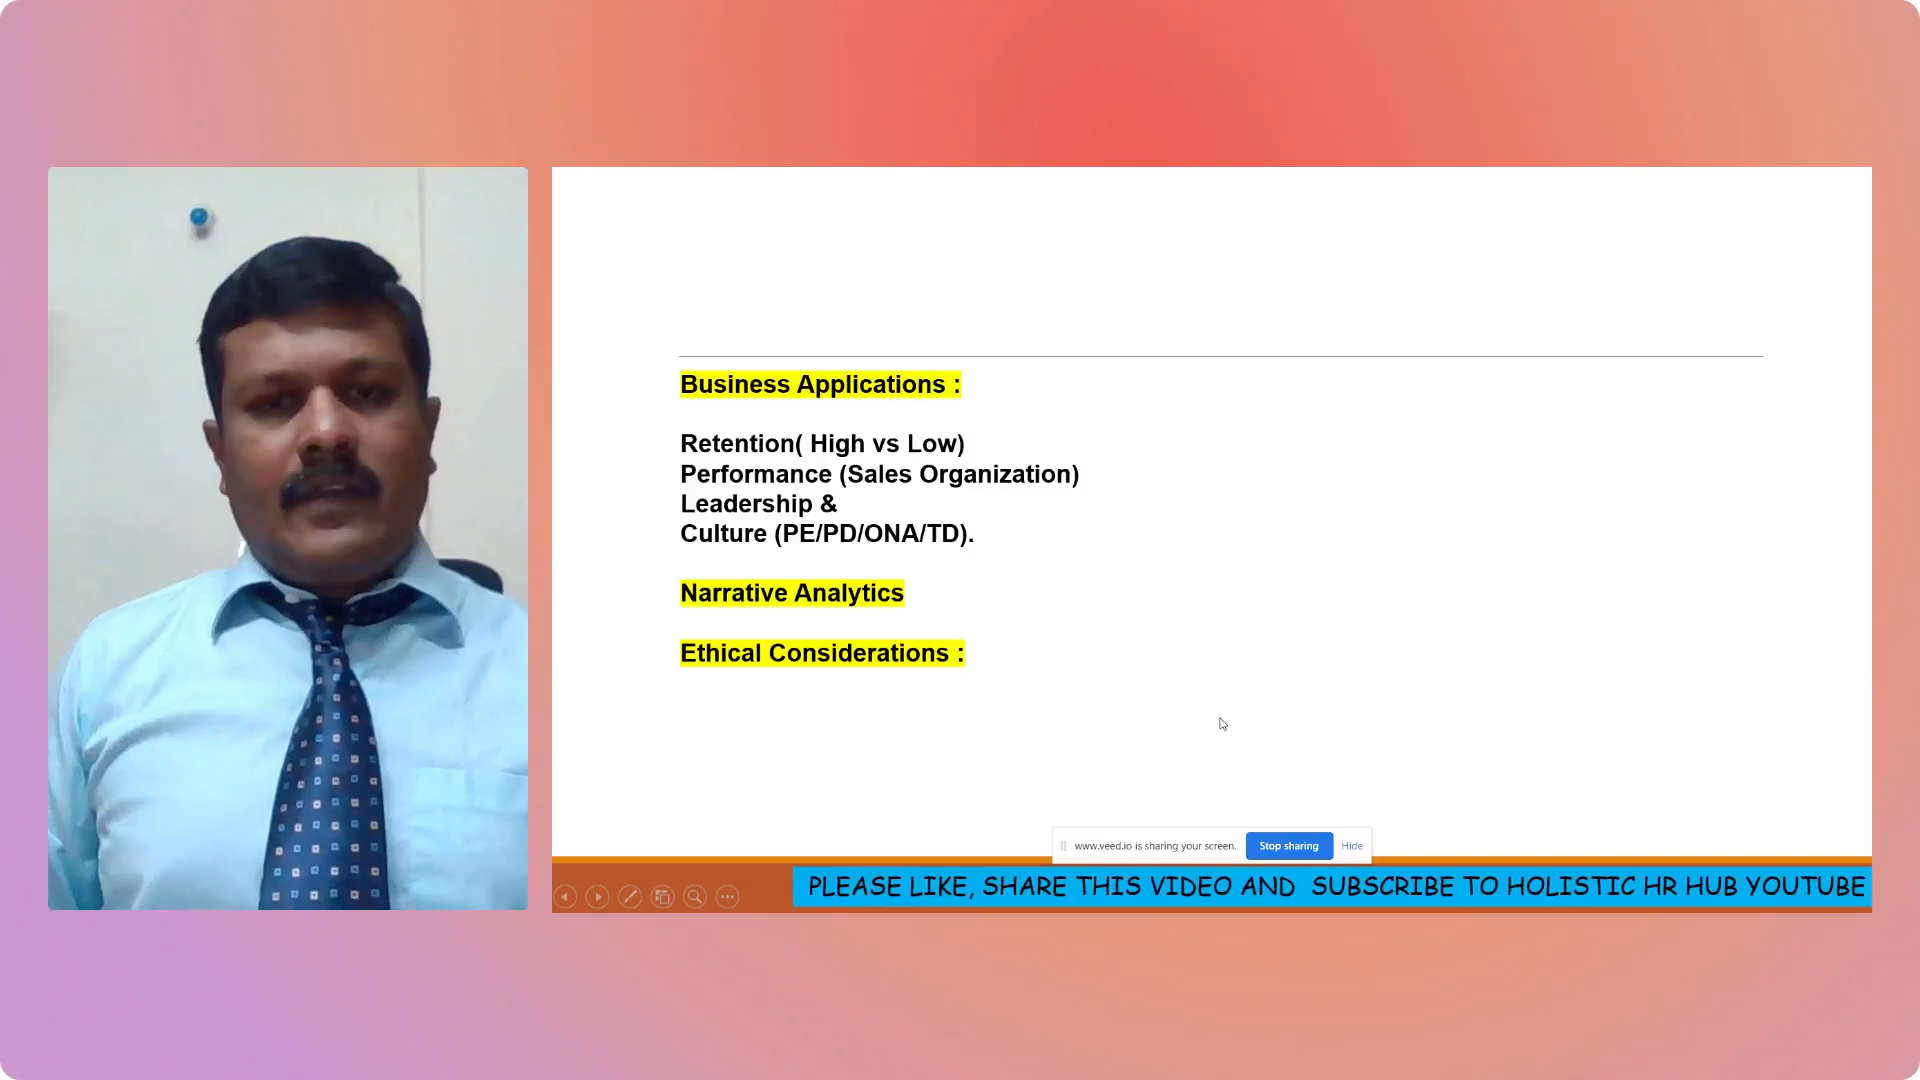 Business Applications :
Retention( High vs Low)
Performance (Sales Organization)
Leadership &
Culture (PE/PD/ONA/TD).
Narrative Analytics
Ethical Considerations :
www.veed.io is sharing your screen.
Stop sharing
Hide
PLEASE LIKE, SHARE THIS VIDEO AND SUBSCRIBE TO HOLISTIC HR HUB YOUTUBE